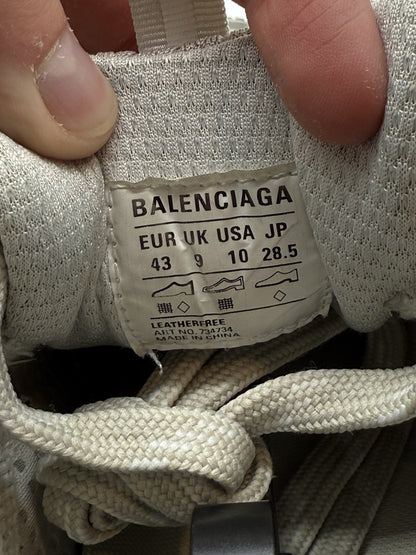 BALENCIAGA
EUR UK USA JP
43 9 10 28.5
LEATHERFREE
ART NO. 734734
MADE IN CHINA